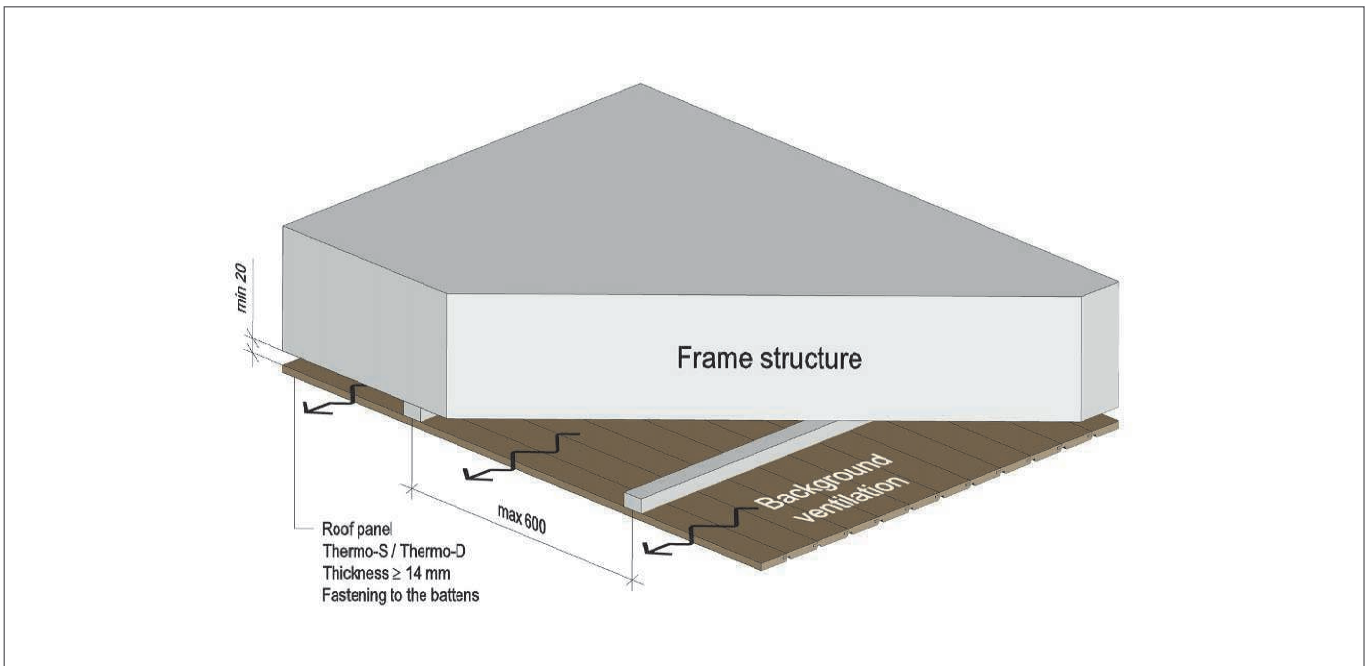 min 20
Frame structure
Background
ventilation
max 600
Roof panel
Thermo-S / Thermo-D
Thickness ≥ 14 mm
Fastening to the battens